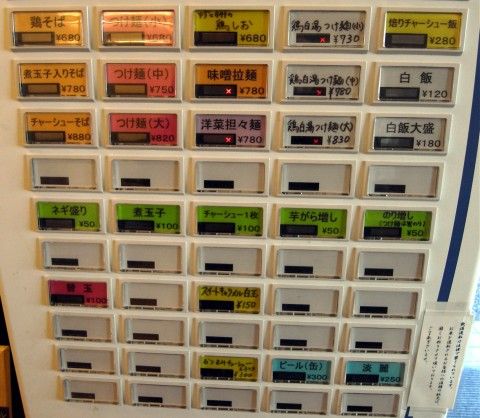 鶏そば ¥680
つけ麺(小) ¥680
鶏しお ¥680
鶏白湯つけ麺(小) ¥730
焙りチャーシュー飯 ¥280
煮玉子入りそば ¥780
つけ麺(中) ¥750
味噌拉麺 ¥780
鶏白湯つけ麺(中) ¥780
白飯 ¥120
チャーシューそば ¥880
つけ麺(大) ¥820
洋菜担々麺 ¥780
鶏白湯つけ麺(大) ¥830
白飯大盛 ¥180
ネギ盛り ¥50
煮玉子 ¥100
チャーシュー1枚 ¥100
芋がら増し ¥50
のり増し ¥50
替玉 ¥100
¥150
ビール(缶) ¥300
淡麗 ¥250